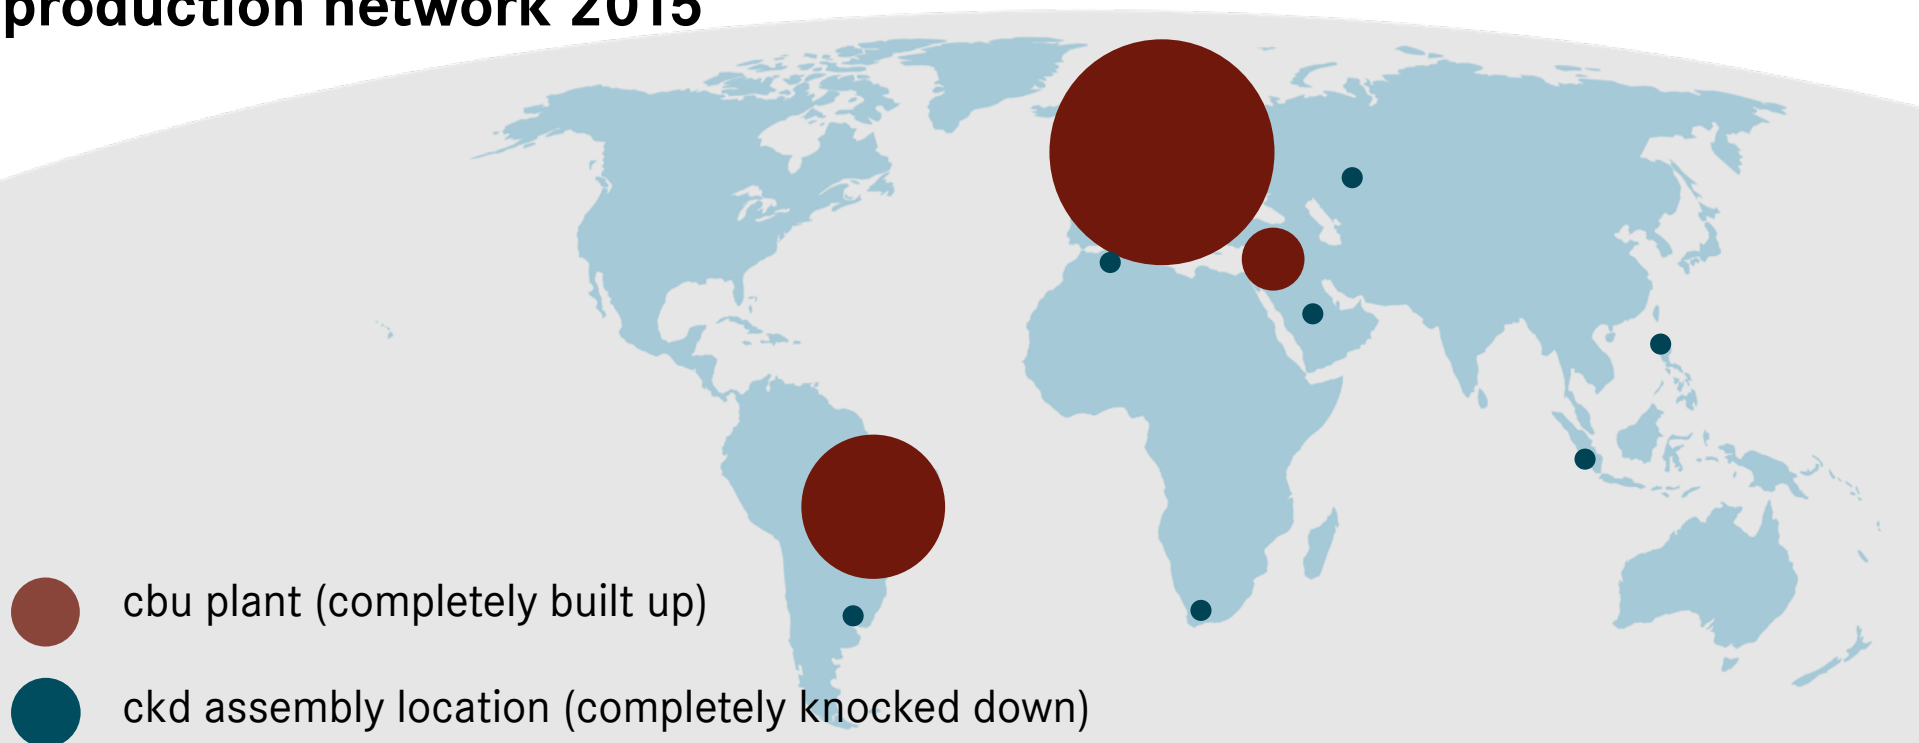 production network 2015
cbu plant (completely built up)
ckd assembly location (completely knocked down)